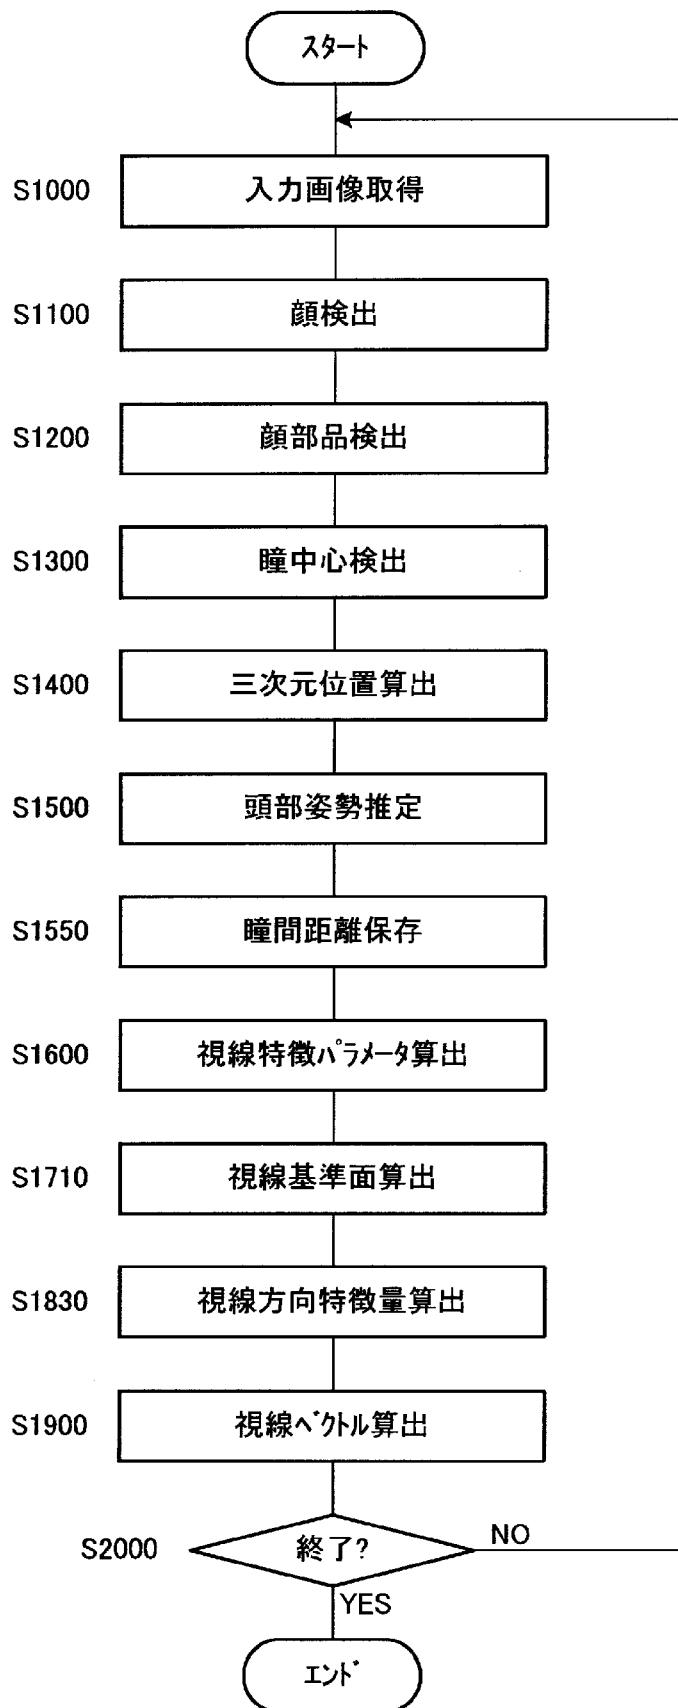 スタート
S1000 入力画像取得
S1100 顔検出
S1200 顔部品検出
S1300 瞳中心検出
S1400 三次元位置算出
S1500 頭部姿勢推定
S1550 瞳間距離保存
S1600 視線特徴パラメータ算出
S1710 視線基準面算出
S1830 視線方向特徴量算出
S1900 視線ベクトル算出
S2000 終了? NO
YES
エンド